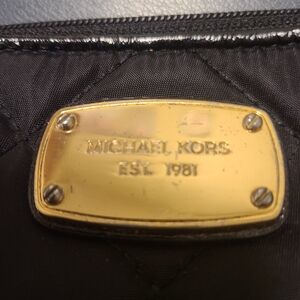 MICHAEL KORS
EST. 1981